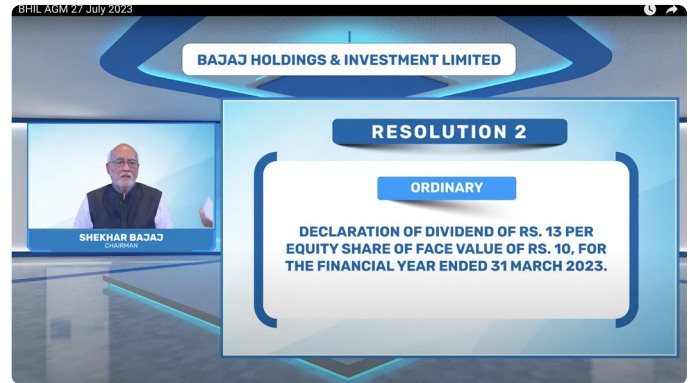 BHIL AGM 27 July 2023
BAJAJ HOLDINGS & INVESTMENT LIMITED
RESOLUTION 2
ORDINARY
DECLARATION OF DIVIDEND OF RS. 13 PER
EQUITY SHARE OF FACE VALUE OF RS. 10, FOR
THE FINANCIAL YEAR ENDED 31 MARCH 2023.
SHEKHAR BAJAJ
CHAIRMAN